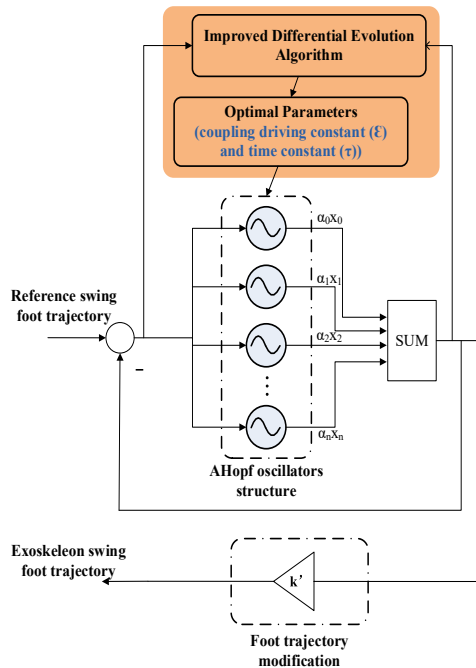 Improved Differential Evolution
Algorithm
Optimal Parameters
(coupling driving constant (Ɛ)
and time constant (τ))
α0x0
α1x1
Reference swing
foot trajectory
α2x2
SUM
−
αnxn
AHopf oscillators
structure
Exoskeleon swing
foot trajectory
k’
Foot trajectory
modification